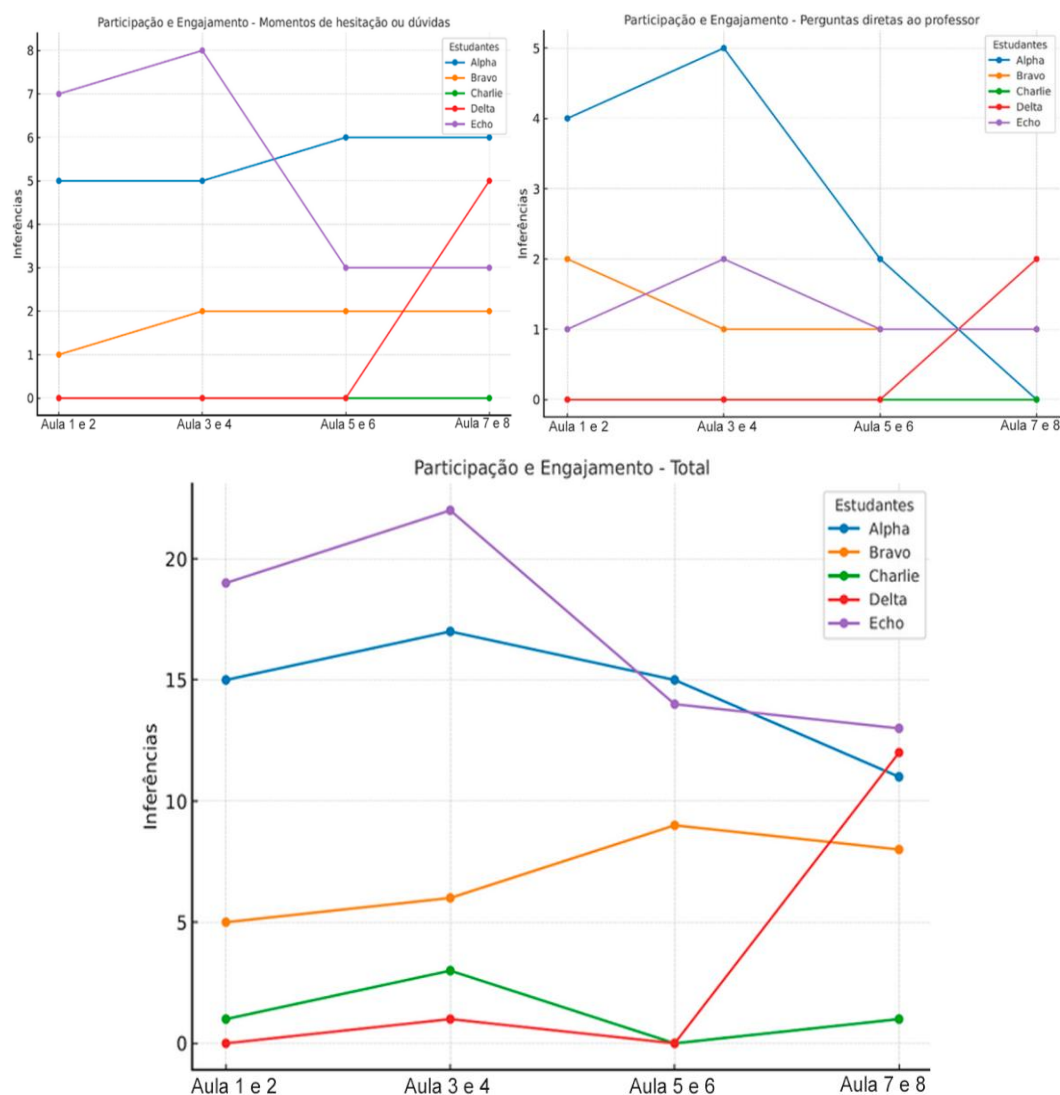 Participação e Engajamento - Momentos de hesitação ou dúvidas
Estudantes
Alpha
Bravo
Charlie
Delta
Echo
Inferências
8
7
6
5
4
3
2
1
0
Aula 1 e 2 Aula 3 e 4 Aula 5 e 6 Aula 7 e 8
Participação e Engajamento - Perguntas diretas ao professor
Estudantes
Alpha
Bravo
Charlie
Delta
Echo
Inferências
5
4
3
2
1
0
Aula 1 e 2 Aula 3 e 4 Aula 5 e 6 Aula 7 e 8
Participação e Engajamento - Total
Estudantes
Alpha
Bravo
Charlie
Delta
Echo
Inferências
20
15
10
5
0
Aula 1 e 2 Aula 3 e 4 Aula 5 e 6 Aula 7 e 8